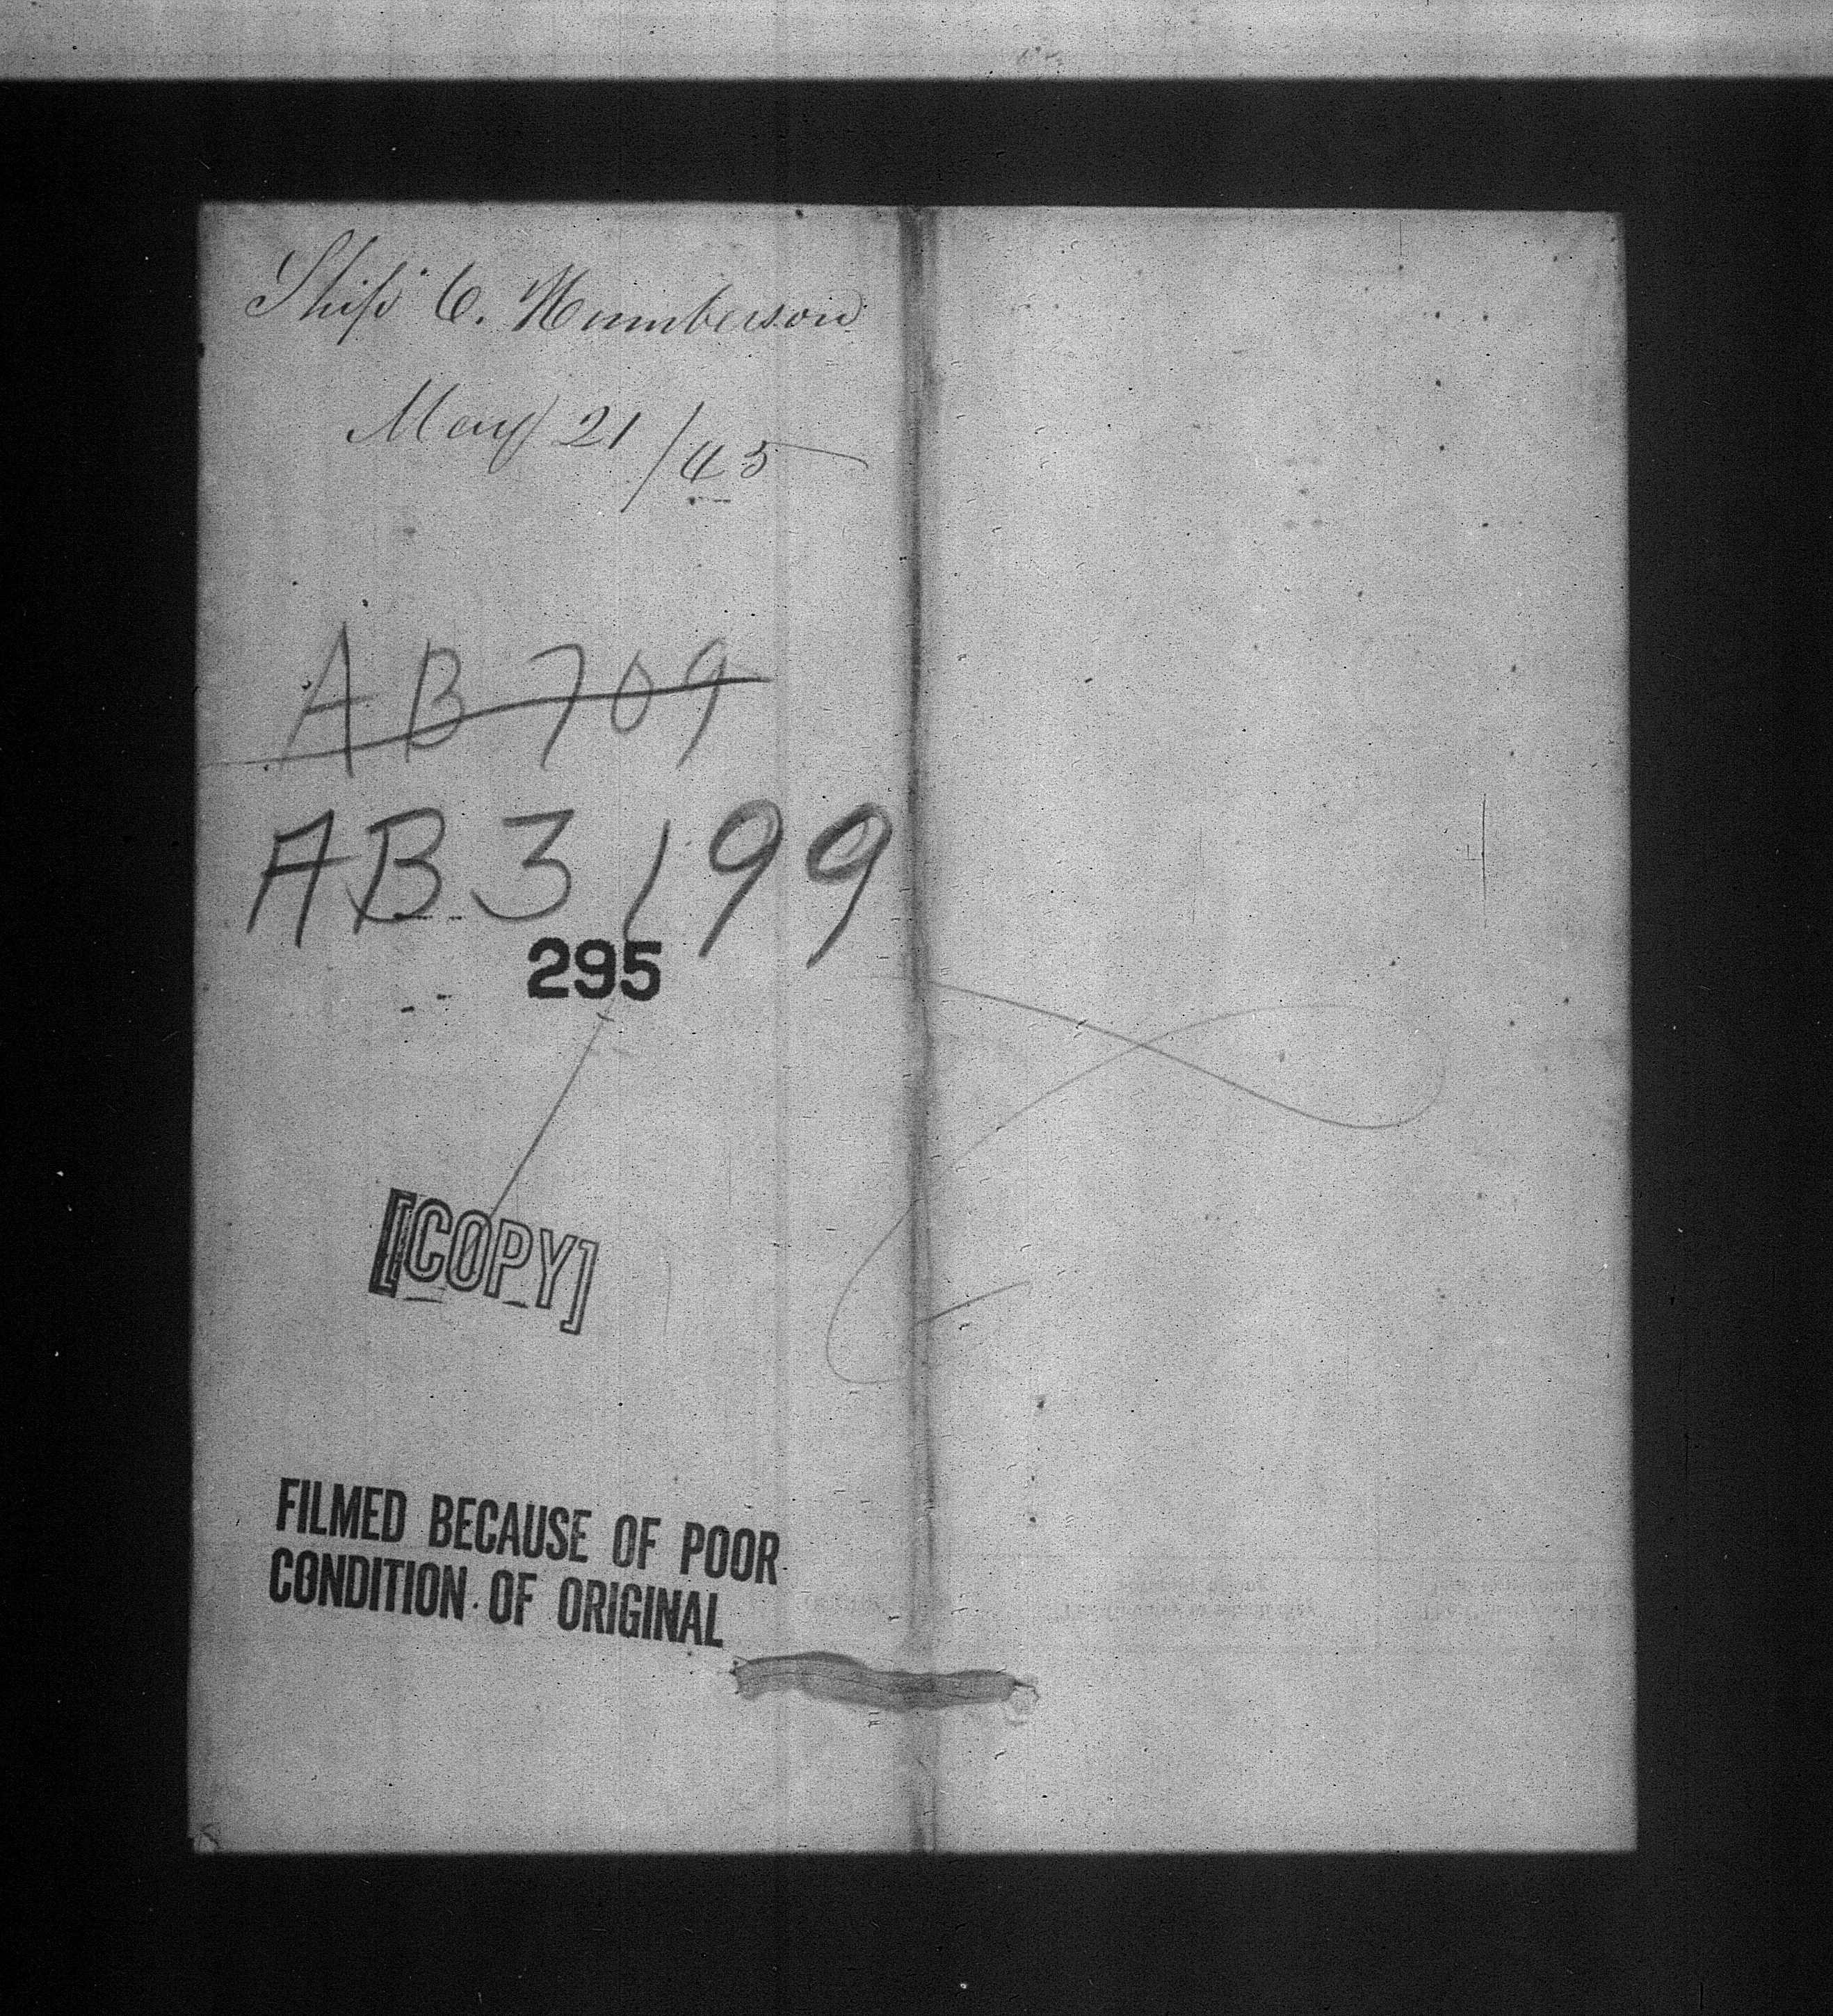 Ship C. Humberson
May 21/45
AB 709
AB 3199
295
[COPY]
FILMED BECAUSE OF POOR
CONDITION OF ORIGINAL